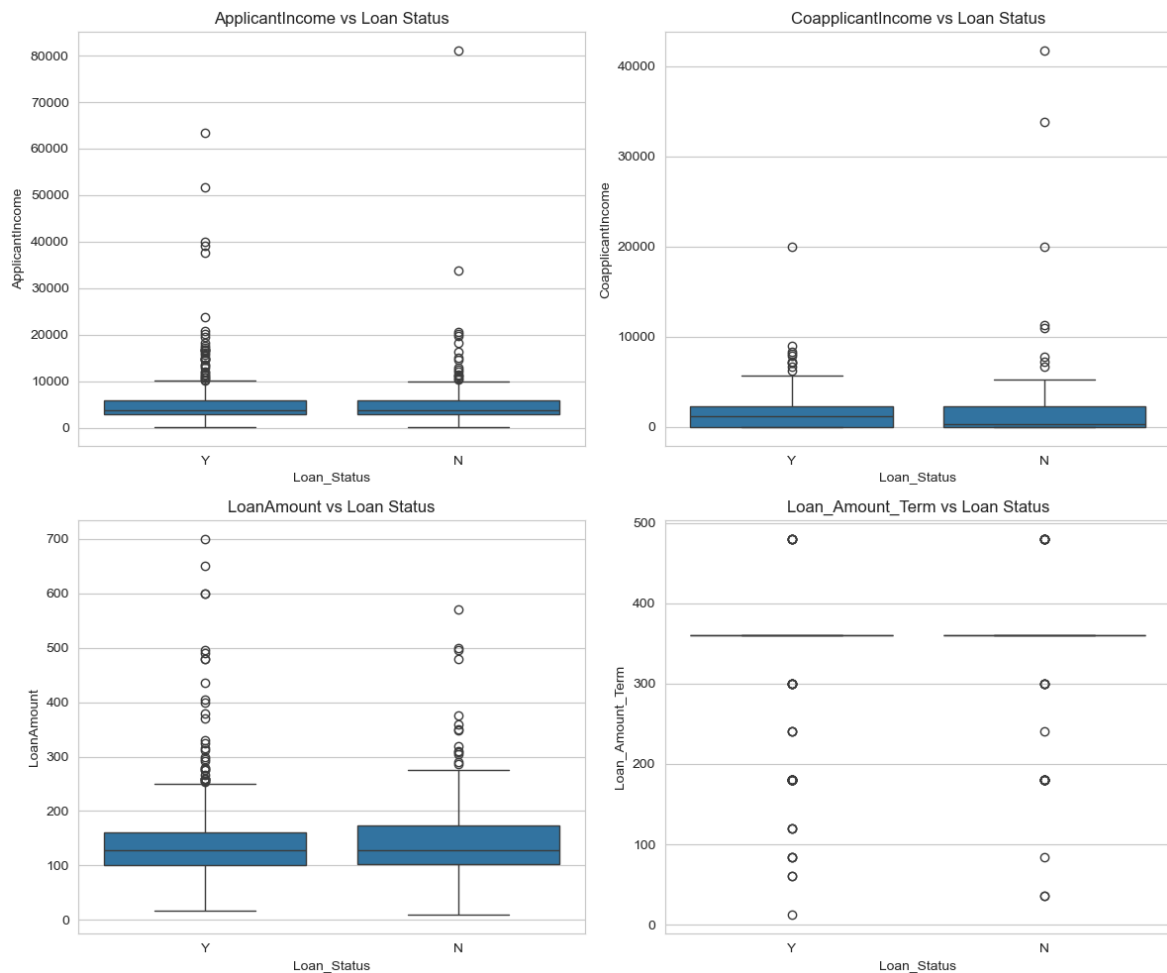 ApplicantIncome vs Loan Status
80000
70000
60000
50000
40000
30000
20000
10000
0
ApplicantIncome
Y
N
Loan_Status
CoapplicantIncome vs Loan Status
40000
30000
20000
10000
0
CoapplicantIncome
Y
N
Loan_Status
LoanAmount vs Loan Status
700
600
500
400
300
200
100
0
LoanAmount
Y
N
Loan_Status
Loan_Amount_Term vs Loan Status
500
400
300
200
100
0
Loan_Amount_Term
Y
N
Loan_Status